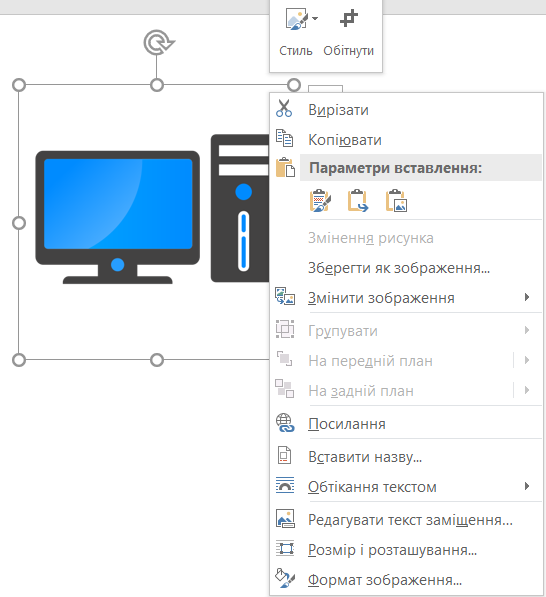 Стиль
Обітнути
Вирізати
Копіювати
Параметри вставлення:
Змінення рисунка
Зберегти як зображення...
Змінити зображення
Групувати
На передній план
На задній план
Посилання
Вставити назву...
Обтікання текстом
Редагувати текст заміщення...
Розмір і розташування...
Формат зображення...